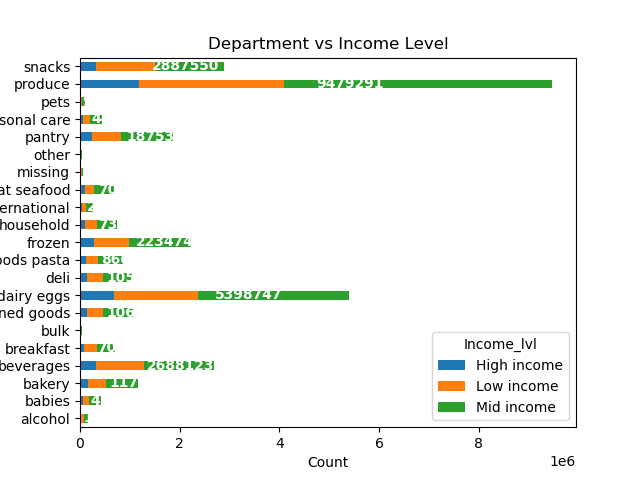 Department vs Income Level
snacks 2887550
produce 9479291
pets
sonal care 4
pantry 18753
other
missing
at seafood 70
ernational 2
household 73
frozen 223474
oods pasta 86
deli 105
dairy eggs 5398747
ned goods 106
bulk
breakfast 70
beverages 2688123
bakery 117
babies 4
alcohol
Income_lvl
High income
Low income
Mid income
0 2 4 6 8
1e6
Count